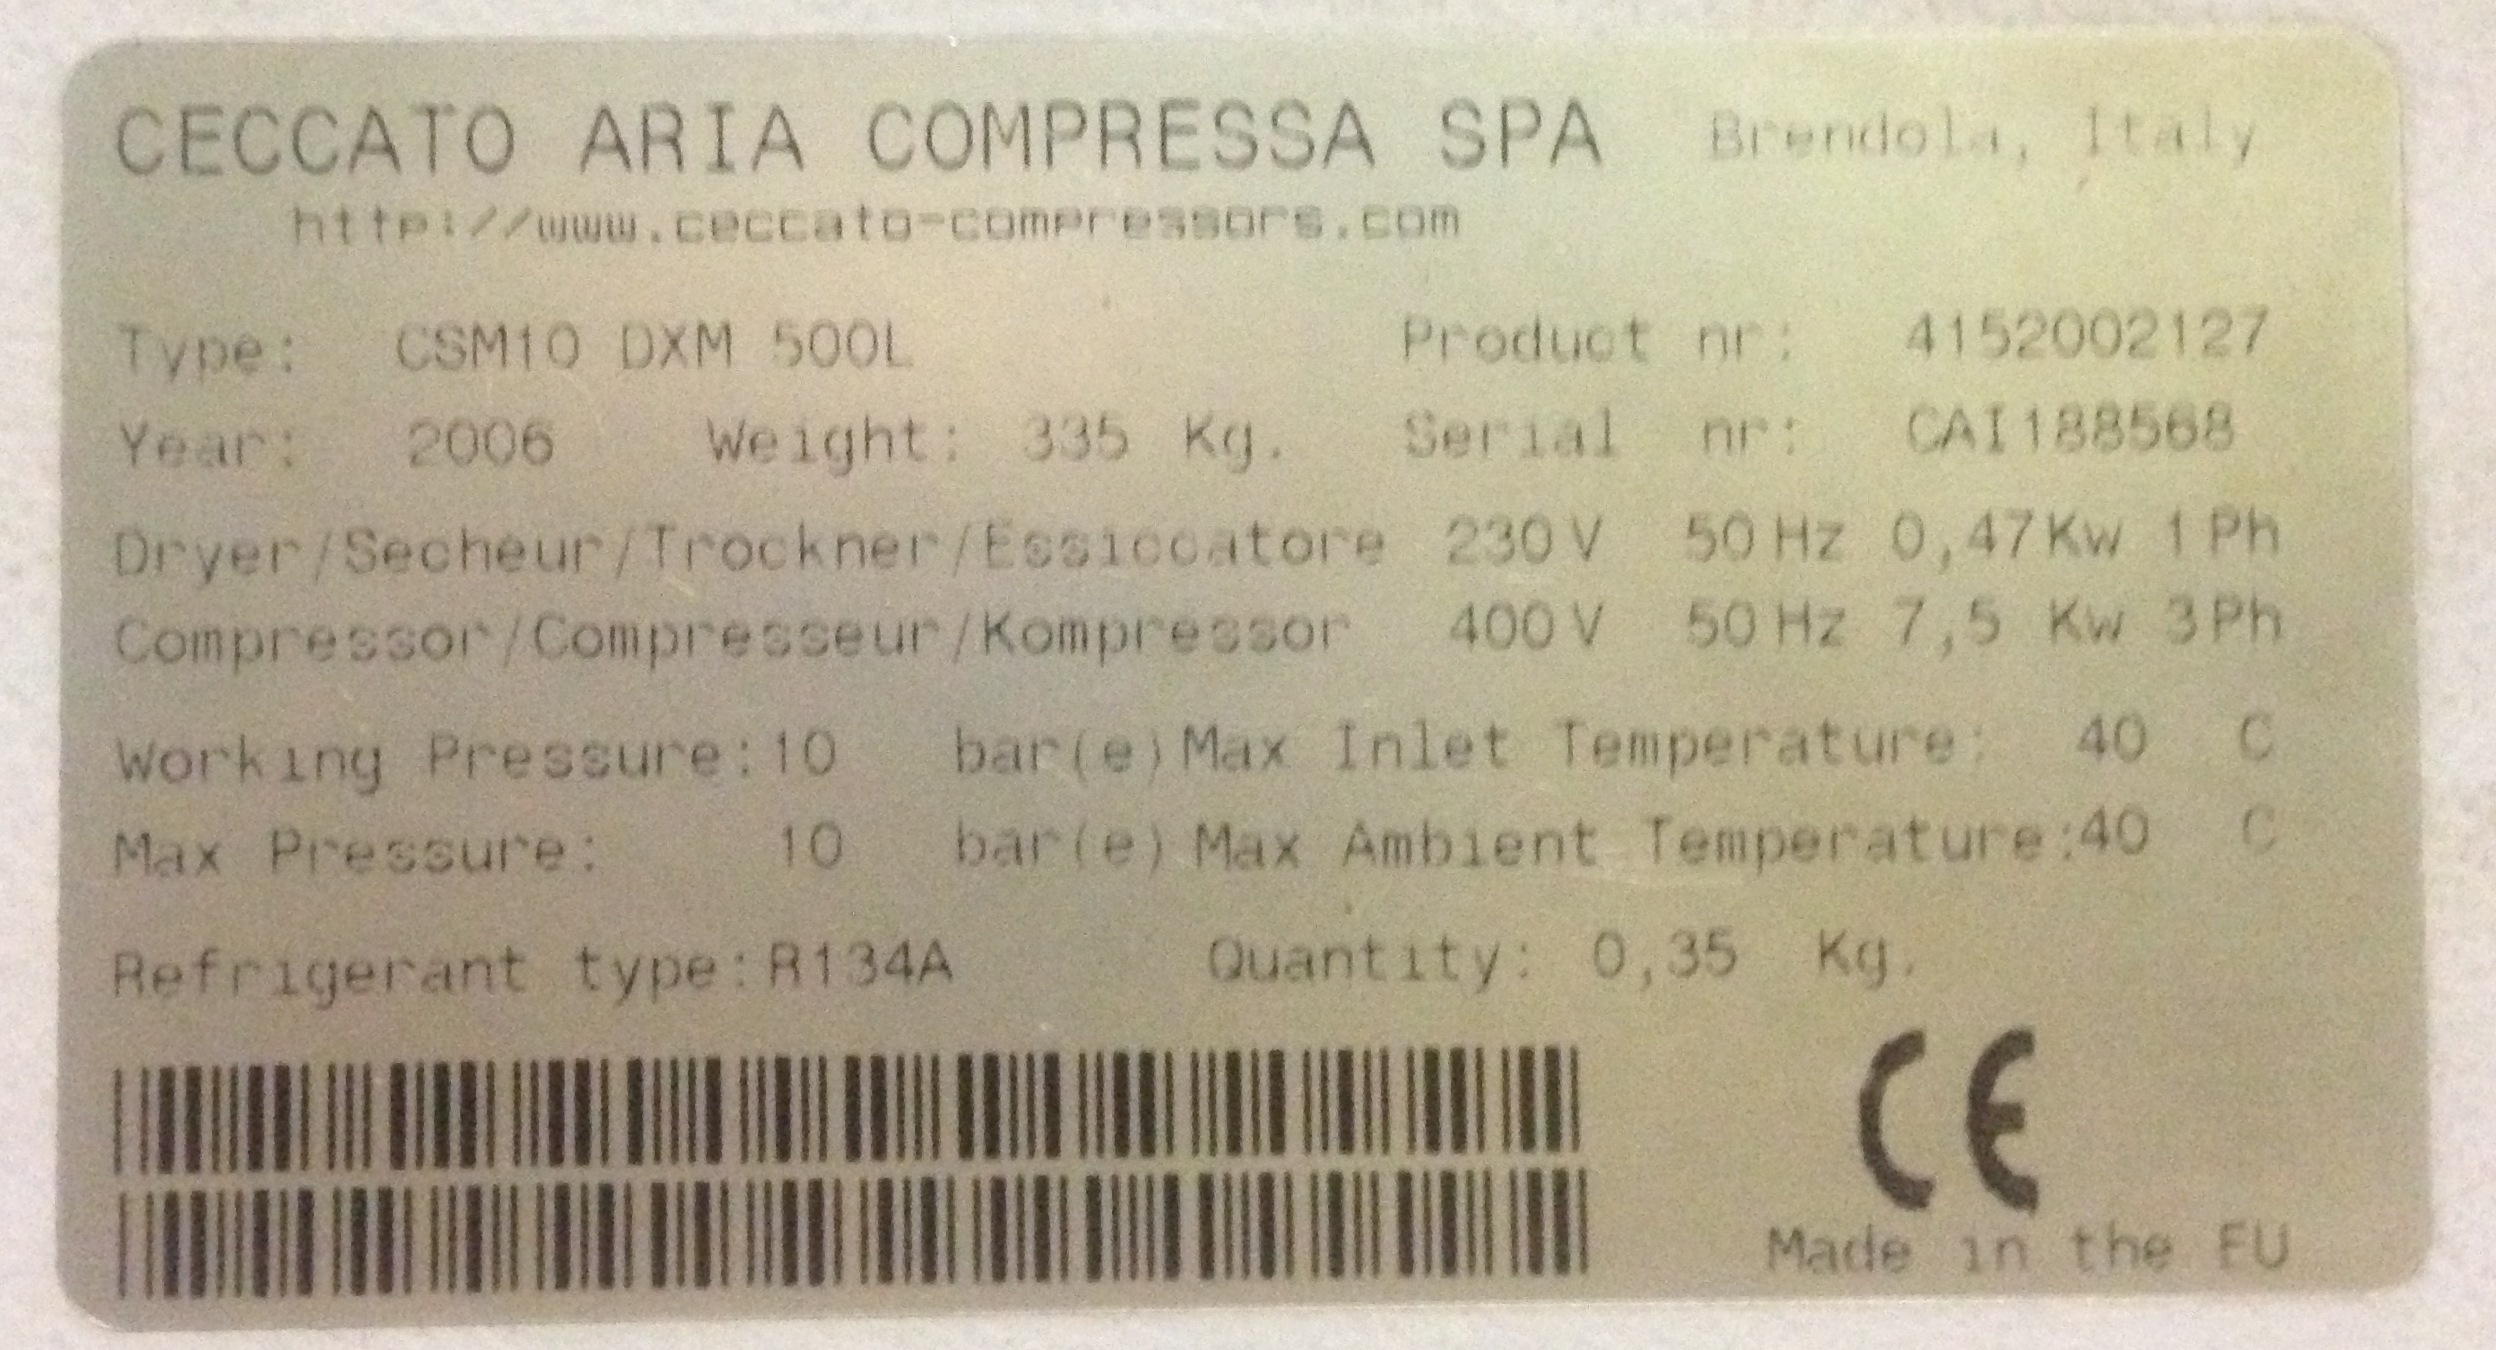 CECCATO ARIA COMPRESSA SPA Brendola, Italy
http://www.ceccato-compressors.com
Type: CSM10 DXM 500L Product nr: 4152002127
Year: 2006 Weight: 335 Kg. Serial nr: CAI188568
Dryer/Secheur/Trockner/Essiccatore 230V 50Hz 0,47Kw 1Ph
Compressor/Compresseur/Kompressor 400V 50Hz 7,5 Kw 3Ph
Working Pressure:10 bar(e) Max Inlet Temperature: 40 C
Max Pressure: 10 bar(e) Max Ambient Temperature:40 C
Refrigerant type:R134A Quantity: 0,35 Kg.
CE
Made in the EU